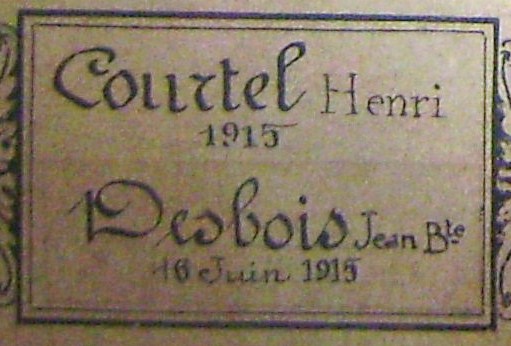 Courtel Henri
1915
Desbois Jean Bte
16 Juin 1915